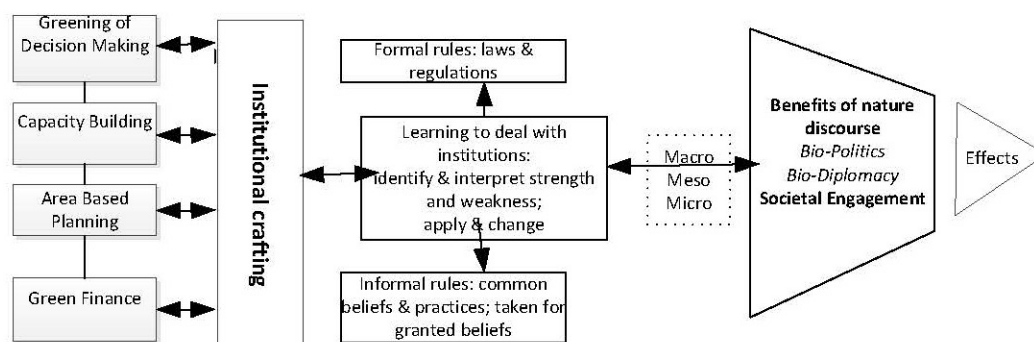 Greening of
Decision Making
Capacity Building
Area Based
Planning
Green Finance
Institutional crafting
Formal rules: laws &
regulations
Learning to deal with
institutions:
identify & interpret strength
and weakness;
apply & change
Informal rules: common
beliefs & practices; taken for
granted beliefs
Macro
Meso
Micro
Benefits of nature
discourse
Bio-Politics
Bio-Diplomacy
Societal Engagement
Effects